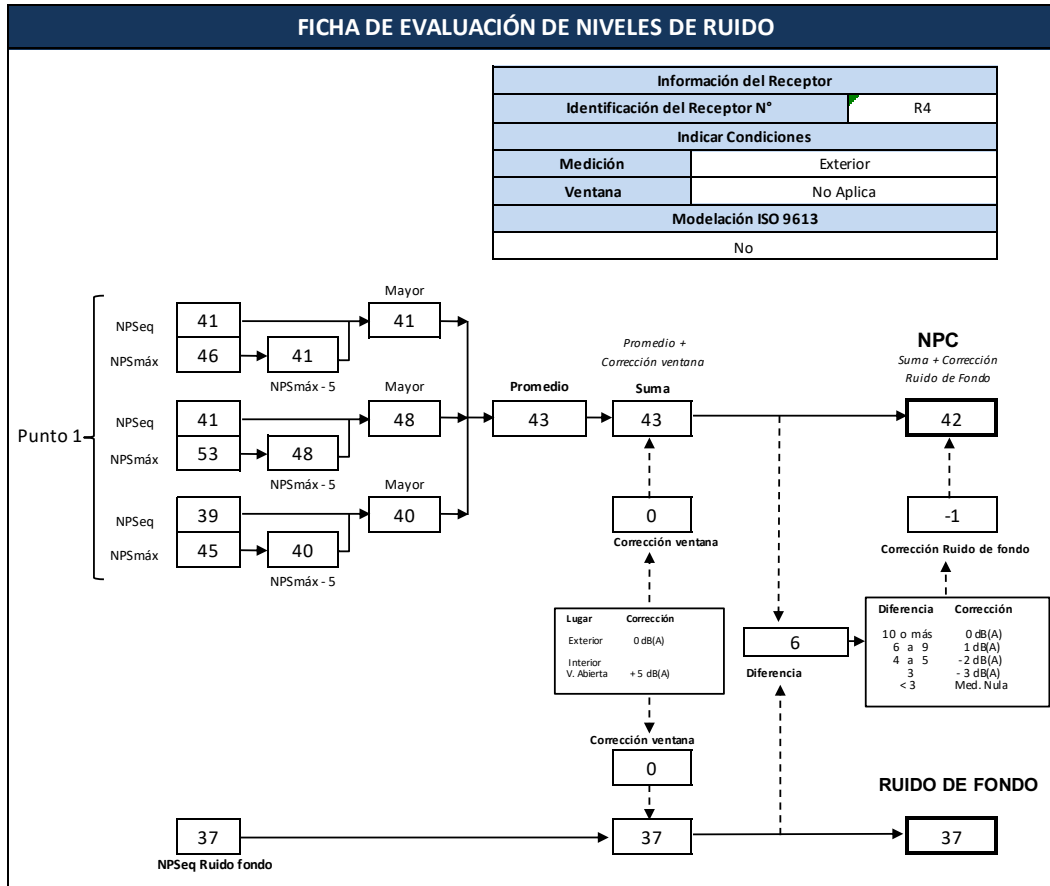 FICHA DE EVALUACIÓN DE NIVELES DE RUIDO
Información del Receptor
Identificación del Receptor N° R4
Indicar Condiciones
Medición Exterior
Ventana No Aplica
Modelación ISO 9613
No
Punto 1
NPSeq 41
NPSmáx 46 41
NPSmáx - 5
Mayor
41
NPSeq 41
NPSmáx 53 48
NPSmáx - 5
Mayor
48
NPSeq 39
NPSmáx 45 40
NPSmáx - 5
Mayor
40
Promedio
43
Promedio +
Corrección ventana
Suma
43
NPC
Suma + Corrección
Ruido de Fondo
42
0
Corrección ventana
-1
Corrección Ruido de fondo
Lugar Corrección
Exterior 0 dB(A)
Interior
V. Abierta + 5 dB(A)
6
Diferencia
Diferencia Corrección
10 o más 0 dB(A)
6 a 9 1 dB(A)
4 a 5 -2 dB(A)
3 - 3 dB(A)
< 3 Med. Nula
Corrección ventana
0
RUIDO DE FONDO
37
NPSeq Ruido fondo
37
37